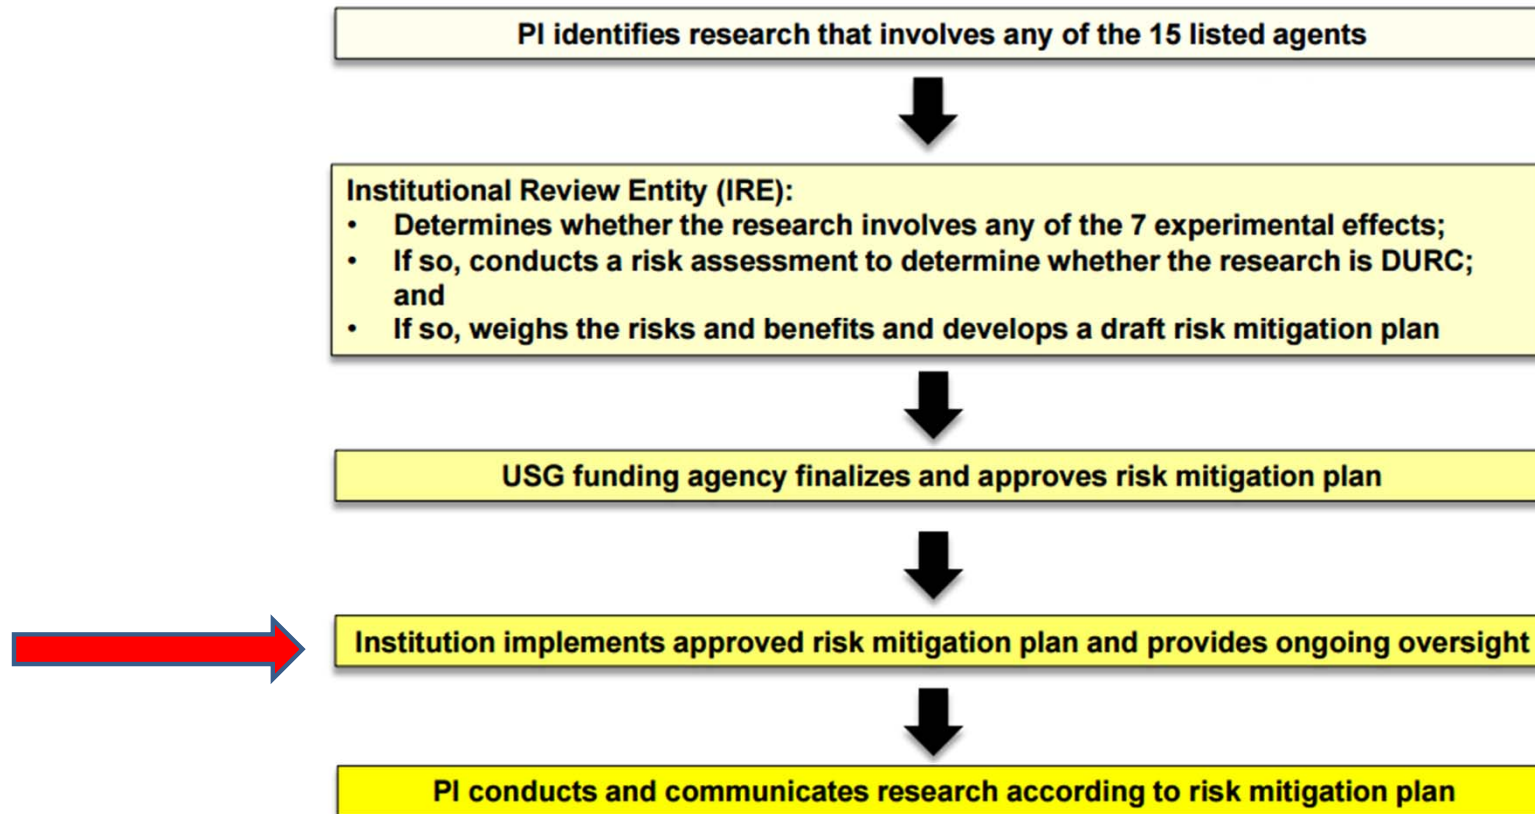 PI identifies research that involves any of the 15 listed agents
Institutional Review Entity (IRE):
• Determines whether the research involves any of the 7 experimental effects;
• If so, conducts a risk assessment to determine whether the research is DURC;
and
• If so, weighs the risks and benefits and develops a draft risk mitigation plan
USG funding agency finalizes and approves risk mitigation plan
Institution implements approved risk mitigation plan and provides ongoing oversight
PI conducts and communicates research according to risk mitigation plan